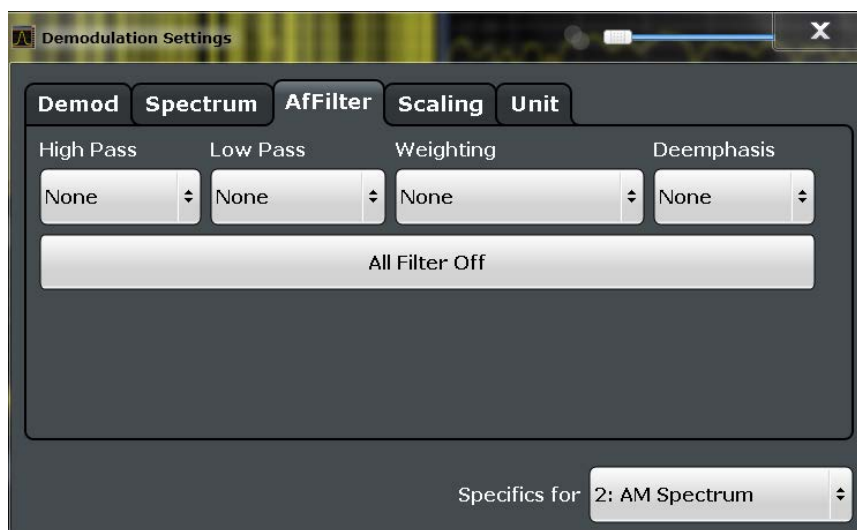 Demodulation Settings
X
Demod Spectrum AfFilter Scaling Unit
High Pass Low Pass Weighting Deemphasis
None None None None
All Filter Off
Specifics for 2: AM Spectrum